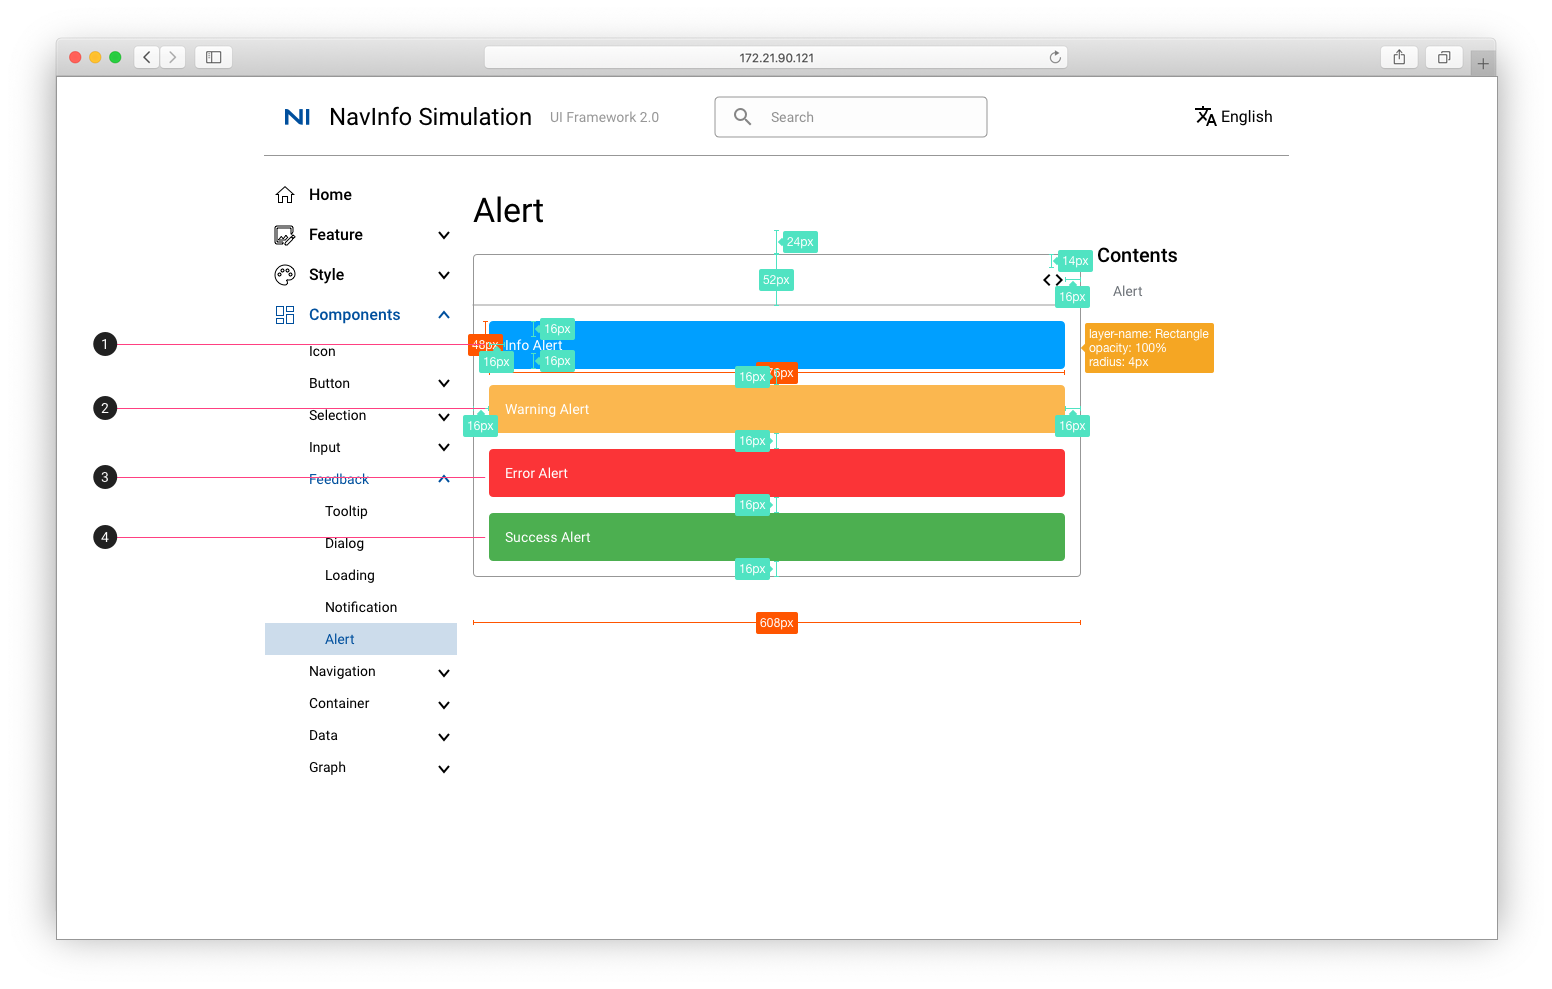 172.21.90.121
NI NavInfo Simulation UI Framework 2.0 Search English
Home
Feature
Style
Components
Icon
Button
Selection
Input
Feedback
Tooltip
Dialog
Loading
Notification
Alert
Navigation
Container
Data
Graph
1
2
3
4
Alert
24px
52px
14px
16px
48px
Info Alert
16px
16px
16px
16px
Warning Alert
16px
16px
16px
Error Alert
16px
Success Alert
16px
608px
Contents
Alert
layer-name: Rectangle
opacity: 100%
radius: 4px